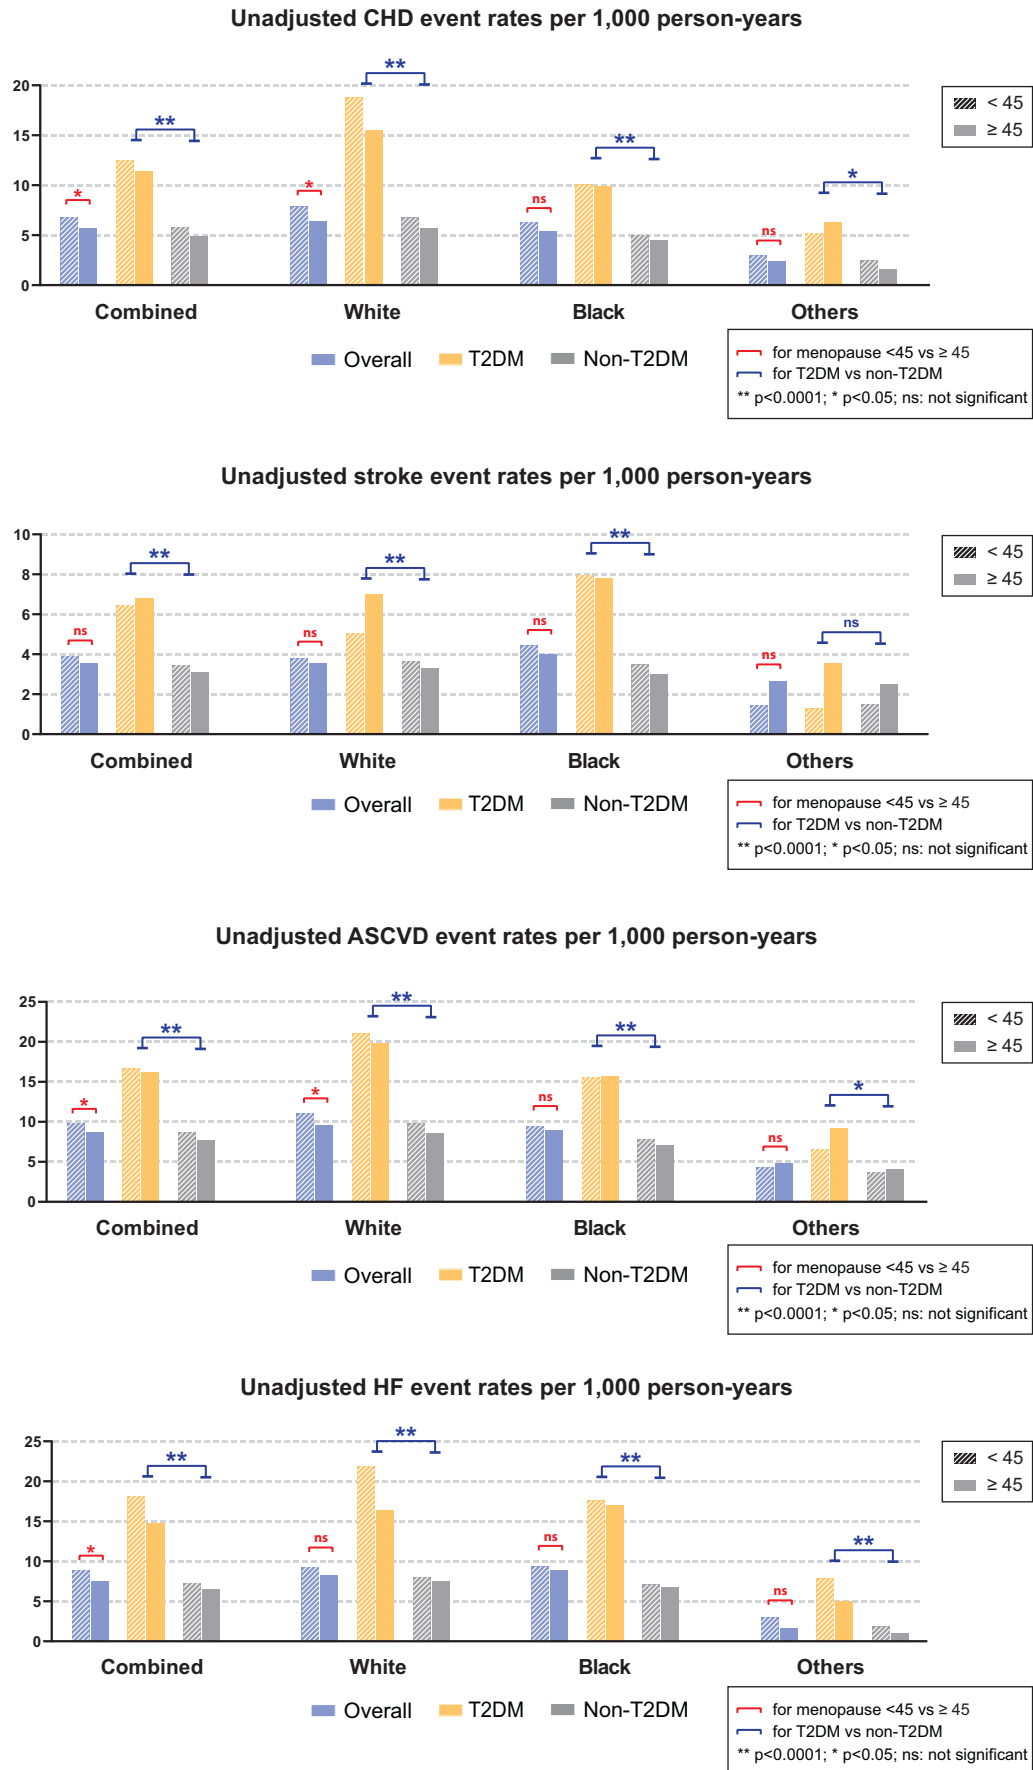 Unadjusted CHD event rates per 1,000 person-years
20
15
10
5
0
* ** * ** ns ** ns *
Combined White Black Others
< 45
≥ 45
Overall T2DM Non-T2DM
for menopause <45 vs ≥ 45
for T2DM vs non-T2DM
** p<0.0001; * p<0.05; ns: not significant
Unadjusted stroke event rates per 1,000 person-years
10
8
6
4
2
0
ns ** ns ** ns ** ns ns
Combined White Black Others
< 45
≥ 45
Overall T2DM Non-T2DM
for menopause <45 vs ≥ 45
for T2DM vs non-T2DM
** p<0.0001; * p<0.05; ns: not significant
Unadjusted ASCVD event rates per 1,000 person-years
25
20
15
10
5
0
* ** * ** ns ** ns *
Combined White Black Others
< 45
≥ 45
Overall T2DM Non-T2DM
for menopause <45 vs ≥ 45
for T2DM vs non-T2DM
** p<0.0001; * p<0.05; ns: not significant
Unadjusted HF event rates per 1,000 person-years
25
20
15
10
5
0
* ** ns ** ns ** ns **
Combined White Black Others
< 45
≥ 45
Overall T2DM Non-T2DM
for menopause <45 vs ≥ 45
for T2DM vs non-T2DM
** p<0.0001; * p<0.05; ns: not significant